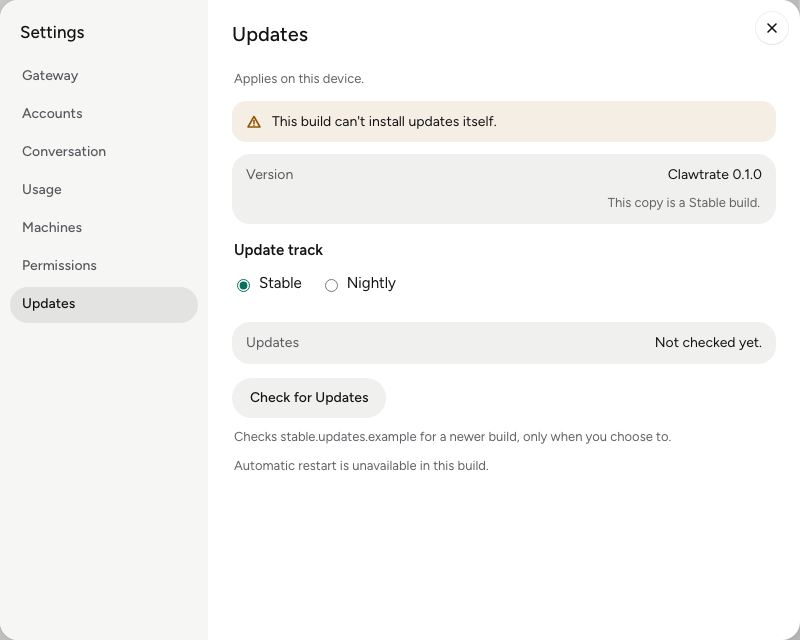 Settings
Gateway
Accounts
Conversation
Usage
Machines
Permissions
Updates
Updates
Applies on this device.
This build can't install updates itself.
Version
Clawtrate 0.1.0
This copy is a Stable build.
Update track
Stable
Nightly
Updates
Not checked yet.
Check for Updates
Checks stable.updates.example for a newer build, only when you choose to.
Automatic restart is unavailable in this build.